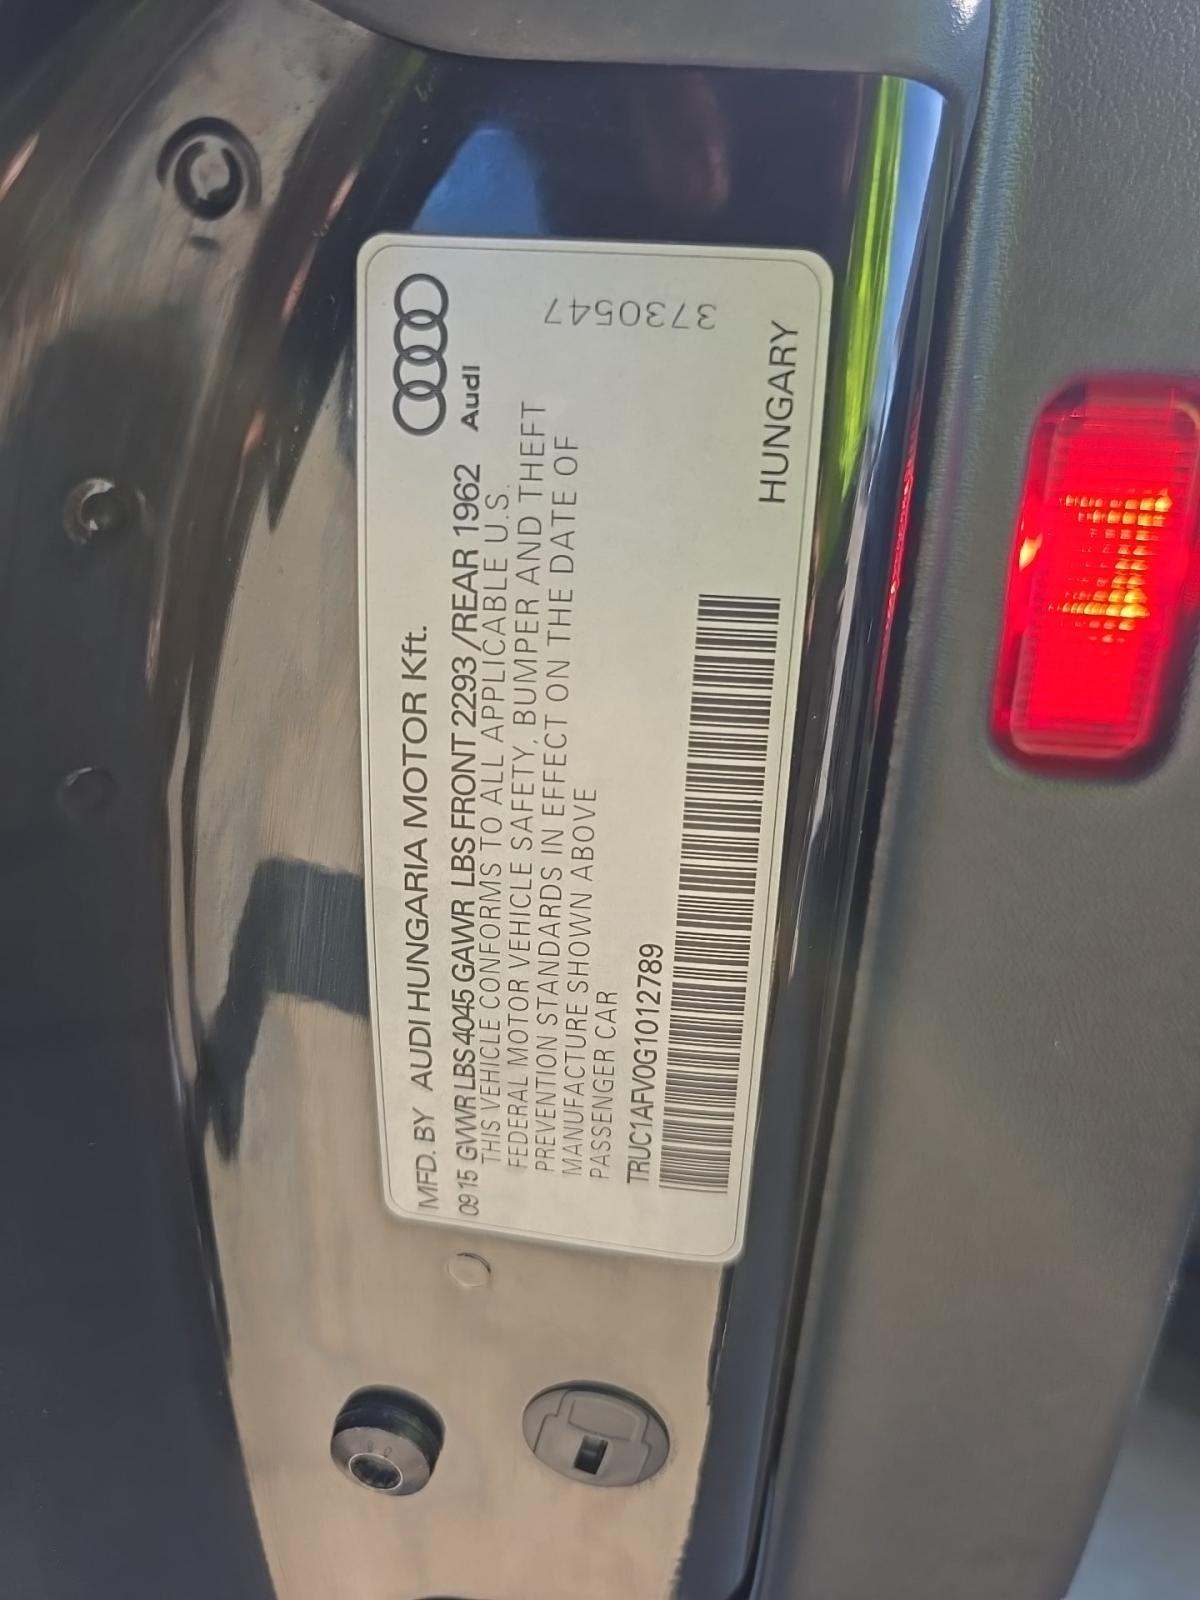 Audi
MFD. BY AUDI HUNGARIA MOTOR Kft.
09 15 GVWR LBS 4045 GAWR LBS FRONT 2293 /REAR 1962
THIS VEHICLE CONFORMS TO ALL APPLICABLE U.S.
FEDERAL MOTOR VEHICLE SAFETY, BUMPER AND THEFT
PREVENTION STANDARDS IN EFFECT ON THE DATE OF
MANUFACTURE SHOWN ABOVE
PASSENGER CAR
TRUC1AFV0G1012789
HUNGARY
3730547